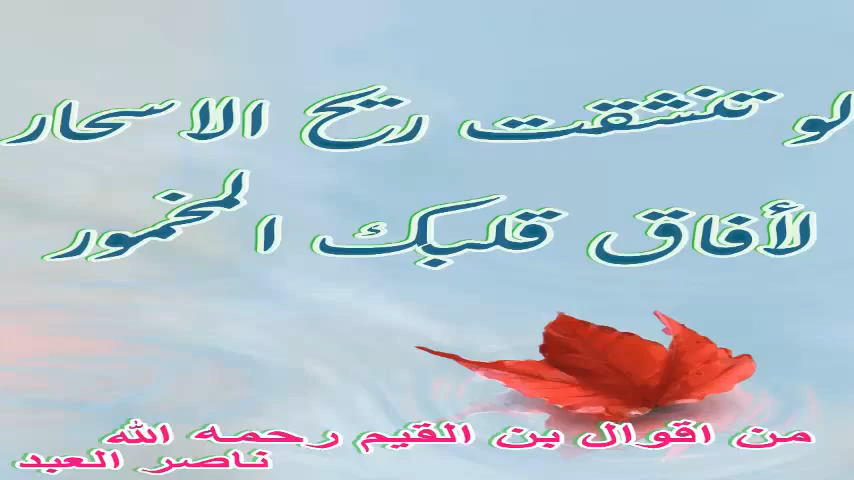 لو تنشقت ريح الاسحار
لأفاق قلبك المخمور
من اقوال بن القيم رحمه الله
ناصر العبد